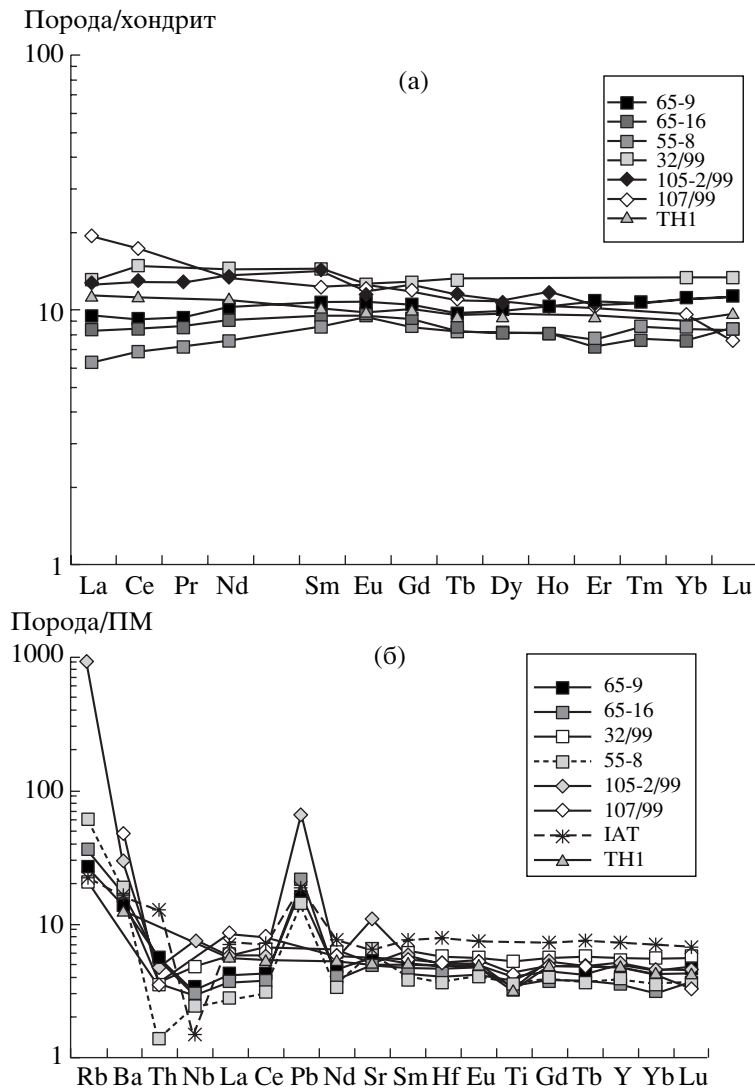 Порода/хондрит
100
(а)
65-9
65-16
55-8
32/99
105-2/99
107/99
TH1
10
1
La Ce Pr Nd Sm Eu Gd Tb Dy Ho Er Tm Yb Lu
Порода/ПМ
1000
(б)
65-9
65-16
32/99
55-8
105-2/99
107/99
IAT
TH1
100
10
1
Rb Ba Th Nb La Ce Pb Nd Sr Sm Hf Eu Ti Gd Tb Y Yb Lu